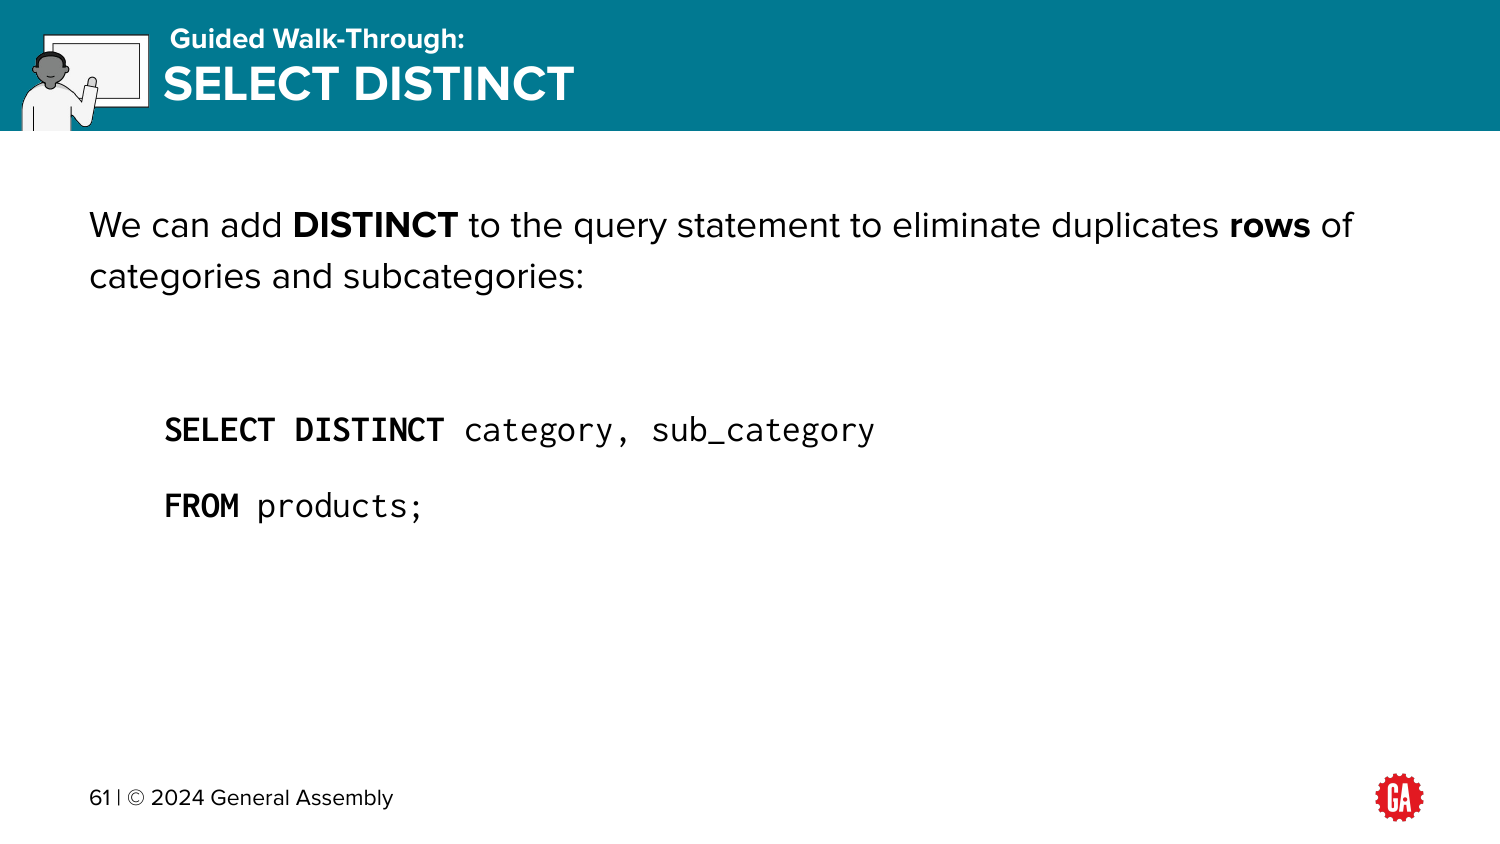 Guided Walk-Through:
SELECT DISTINCT
We can add DISTINCT to the query statement to eliminate duplicates rows of
categories and subcategories:
SELECT DISTINCT category, sub_category
FROM products;
61 | © 2024 General Assembly
GA